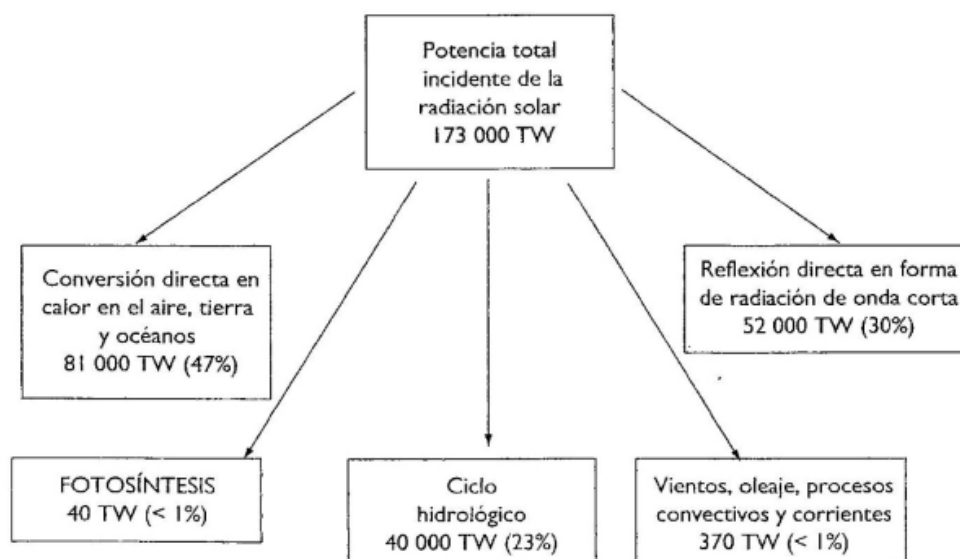 Potencia total
incidente de la
radiación solar
173 000 TW
Conversión directa en
calor en el aire, tierra
y océanos
81 000 TW (47%)
Reflexión directa en forma
de radiación de onda corta
52 000 TW (30%)
FOTOSÍNTESIS
40 TW (< 1%)
Ciclo
hidrológico
40 000 TW (23%)
Vientos, oleaje, procesos
convectivos y corrientes
370 TW (< 1%)